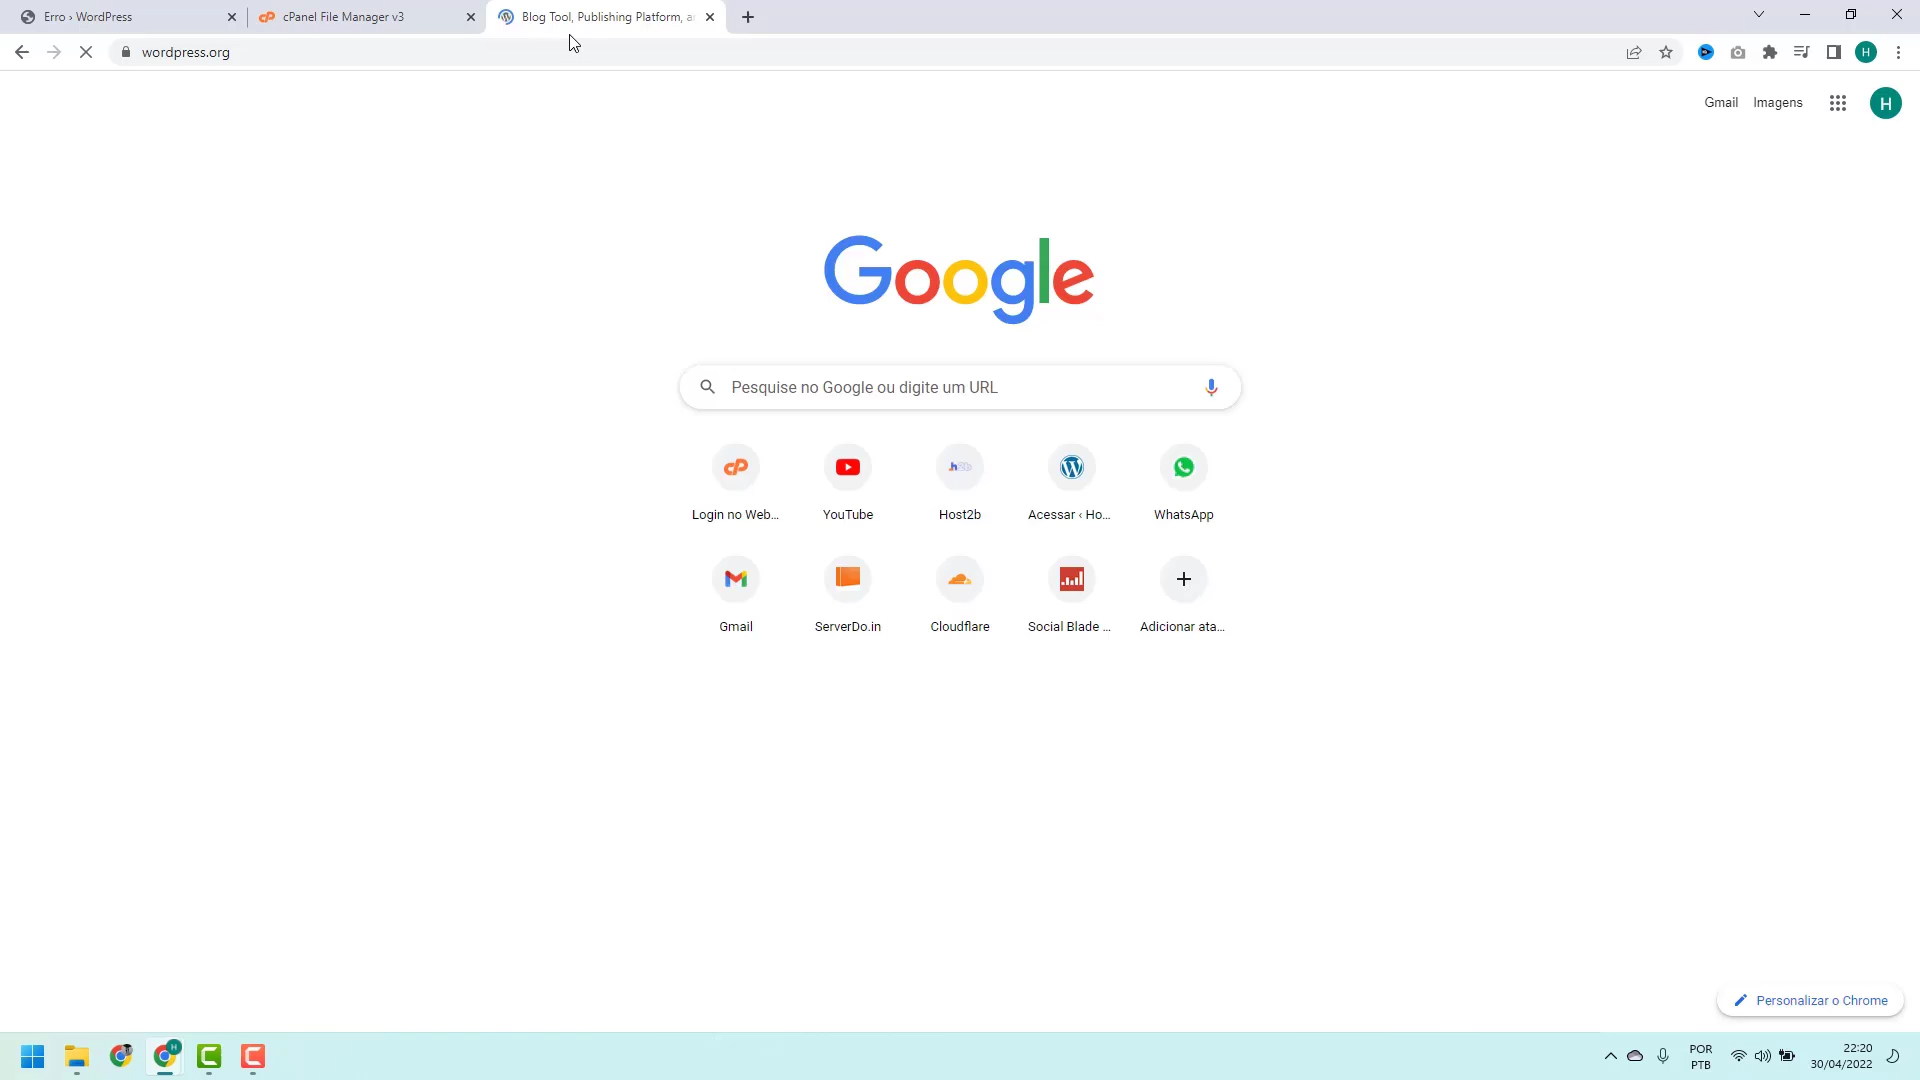 Erro › WordPress
cPanel File Manager v3
Blog Tool, Publishing Platform, a
wordpress.org
H
Gmail
Imagens
H
Google
Pesquise no Google ou digite um URL
cP
.h2b
Login no Web...
YouTube
Host2b
Acessar ‹ Ho...
WhatsApp
Gmail
ServerDo.in
Cloudflare
Social Blade ...
Adicionar ata...
Personalizar o Chrome
H
POR
PTB
22:20
30/04/2022